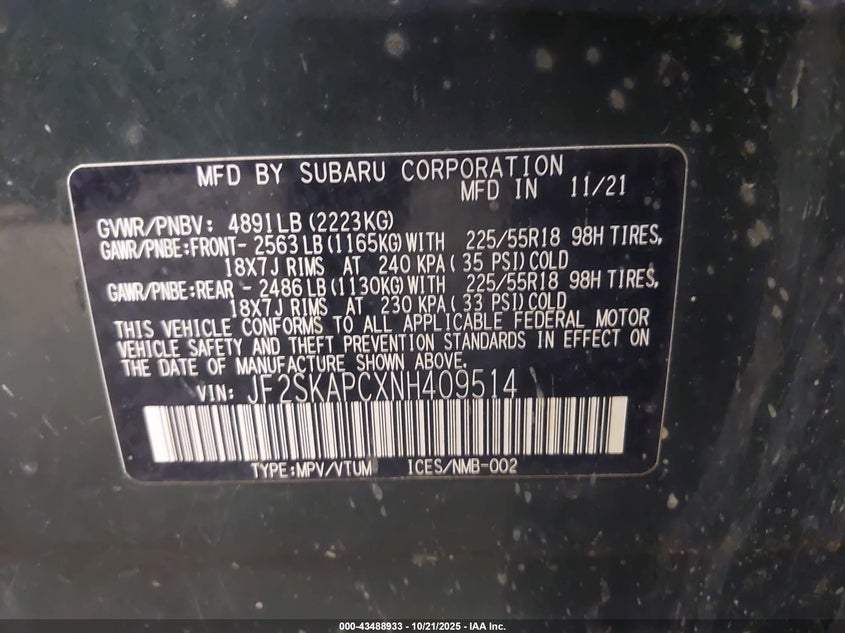 MFD BY SUBARU CORPORATION
MFD IN 11/21
GVWR/PNBV: 4891LB(2223KG)
GAWR/PNBE:FRONT- 2563LB(1165KG)WITH 225/55R18 98H TIRES,
18X7J RIMS AT 240 KPA( 35 PSI)COLD
GAWR/PNBE:REAR - 2486LB(1130KG)WITH 225/55R18 98H TIRES,
18X7J RIMS AT 230 KPA( 33 PSI)COLD
THIS VEHICLE CONFORMS TO ALL APPLICABLE FEDERAL MOTOR
VEHICLE SAFETY AND THEFT PREVENTION STANDARDS IN EFFECT ON
THE DATE OF MANUFACTURE SHOWN ABOVE.
VIN: JF2SKAPCXNH409514
TYPE:MPV/VTUM ICES/NMB-002
000-43488933 - 10/21/2025 - IAA Inc.